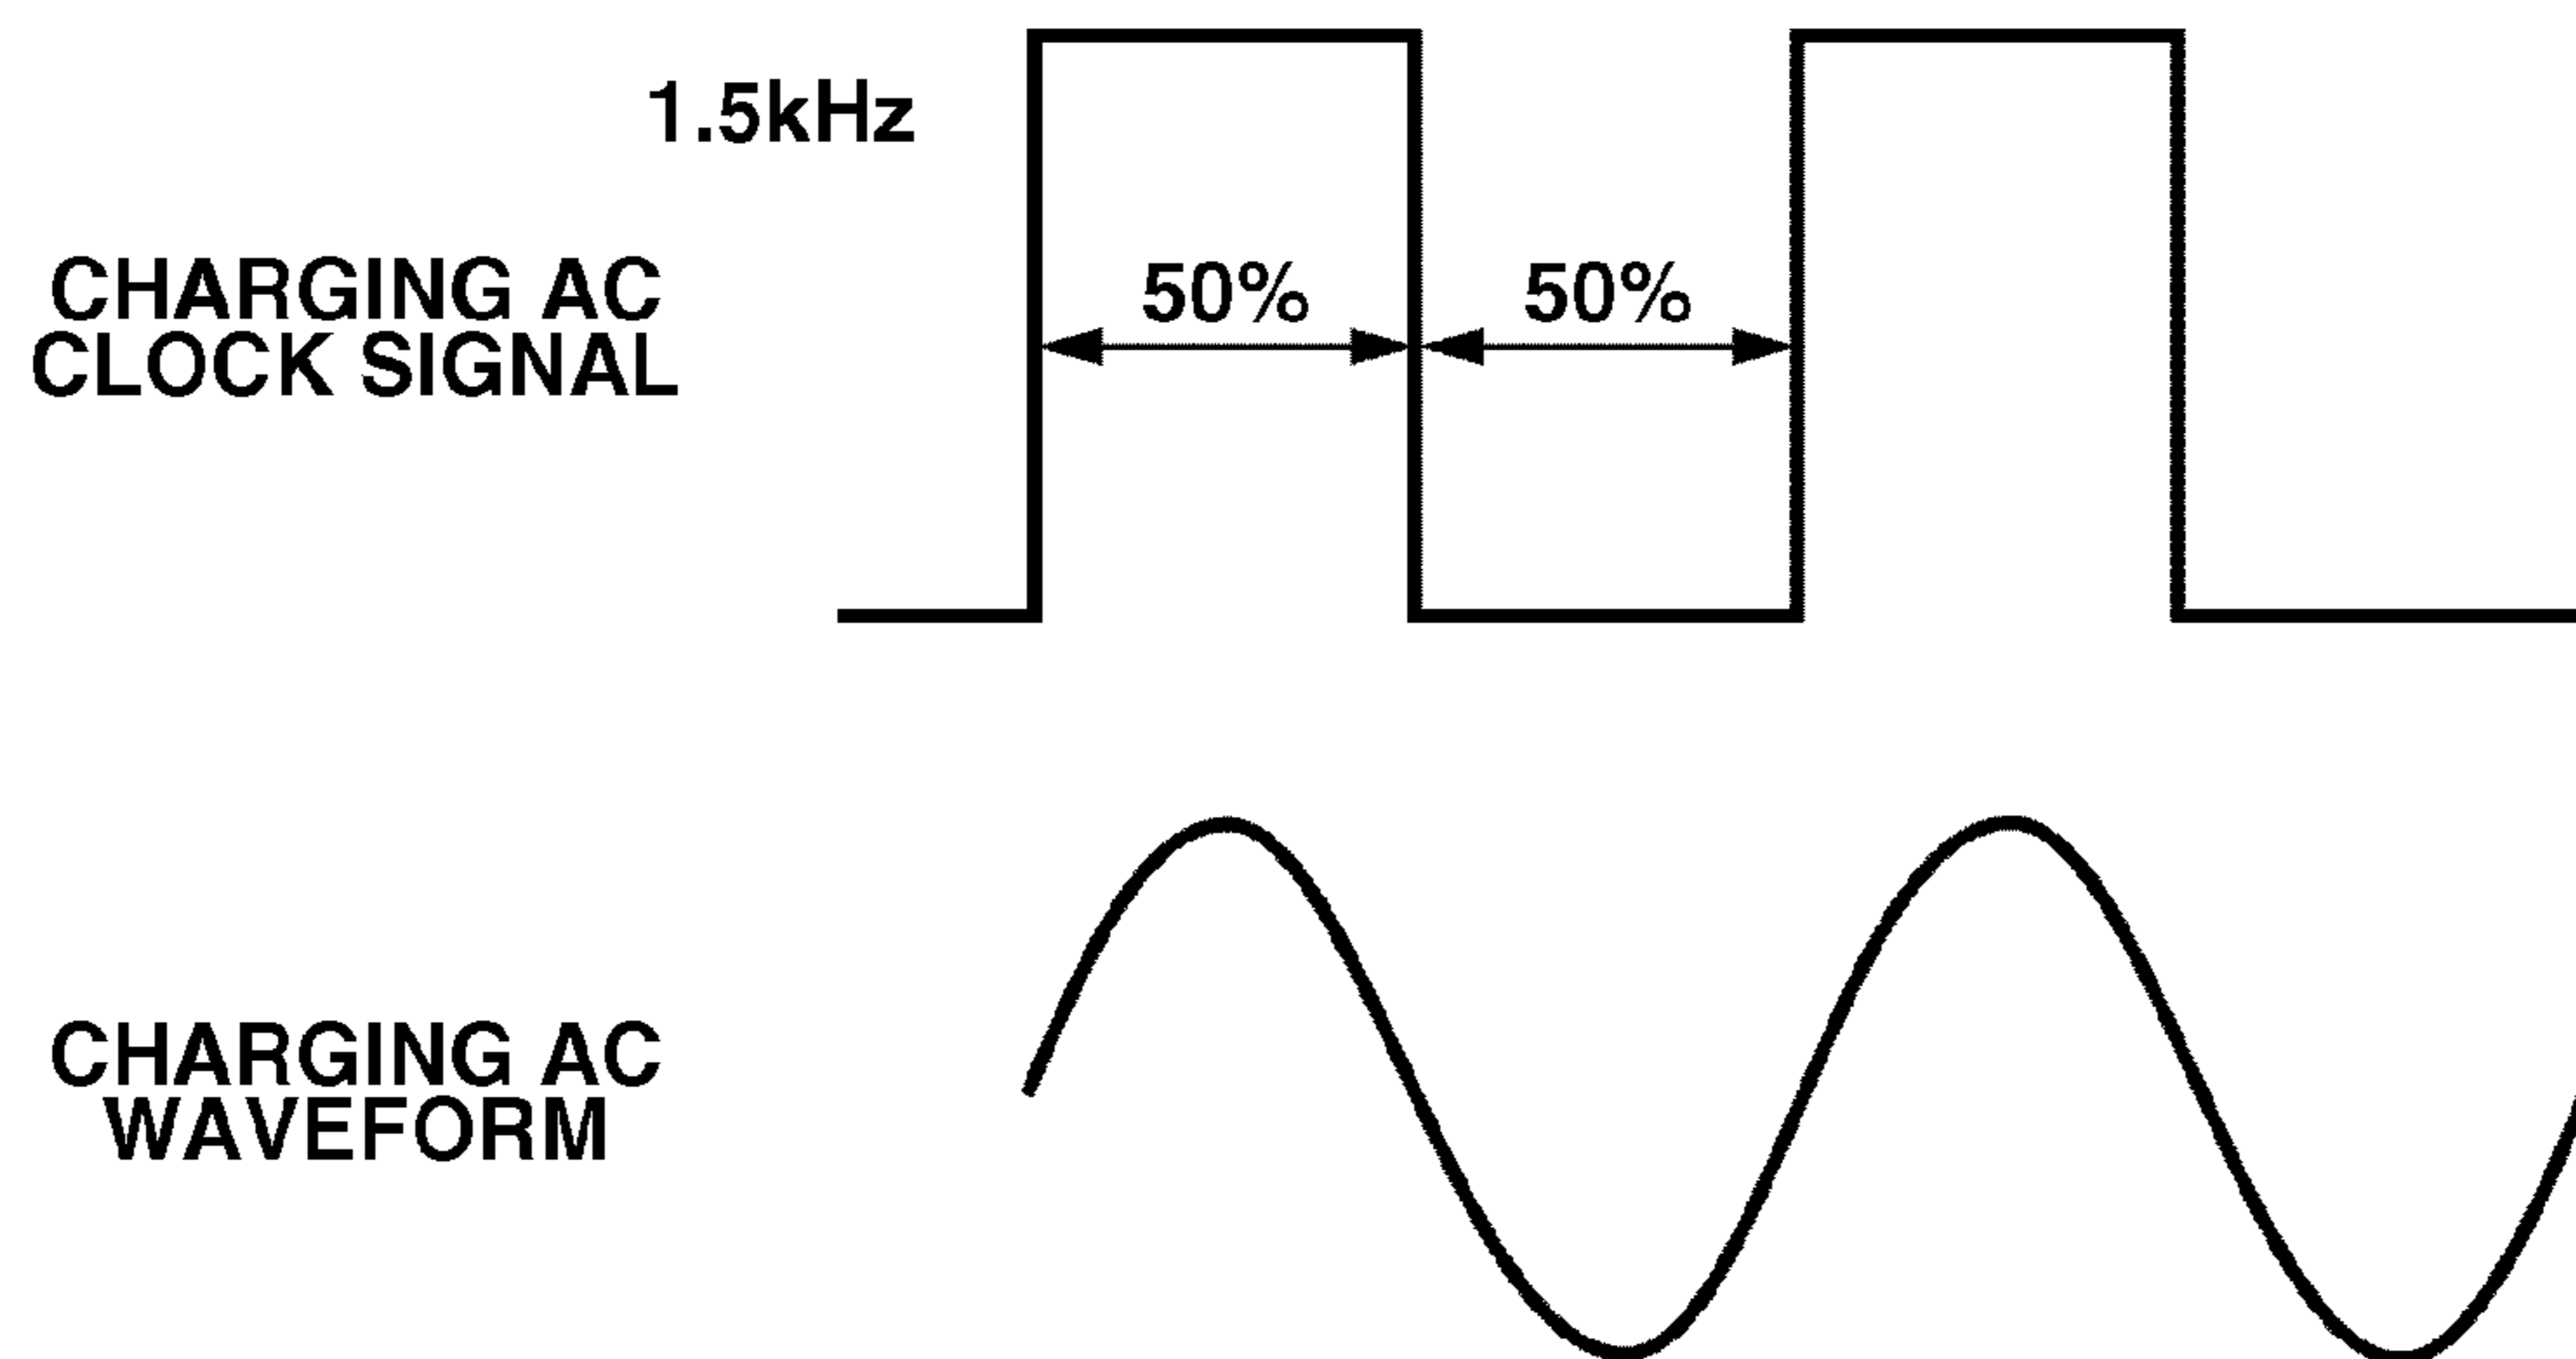 1.5kHz
CHARGING AC
CLOCK SIGNAL
50% 50%
CHARGING AC
WAVEFORM